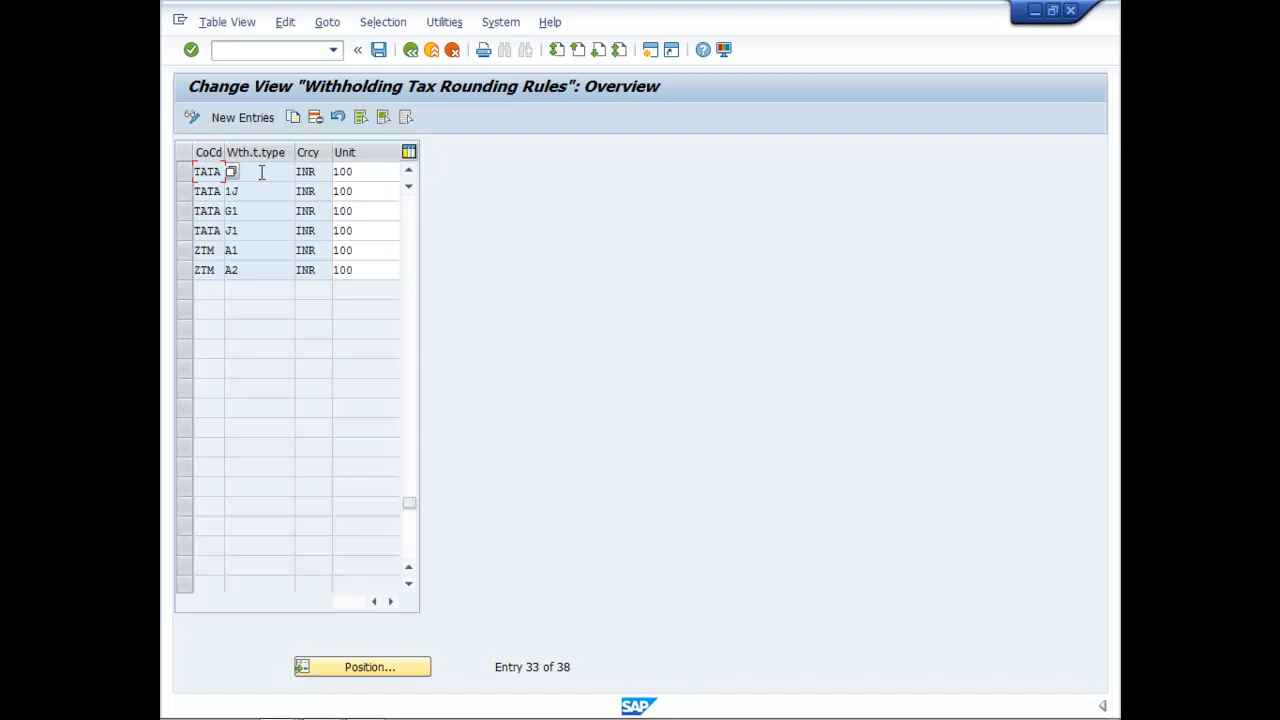 Table View Edit Goto Selection Utilities System Help
Change View "Withholding Tax Rounding Rules": Overview
New Entries
CoCd Wth.t.type Crcy Unit
TATA INR 100
TATA 1J INR 100
TATA G1 INR 100
TATA J1 INR 100
ZTM A1 INR 100
ZTM A2 INR 100
Position... Entry 33 of 38
SAP